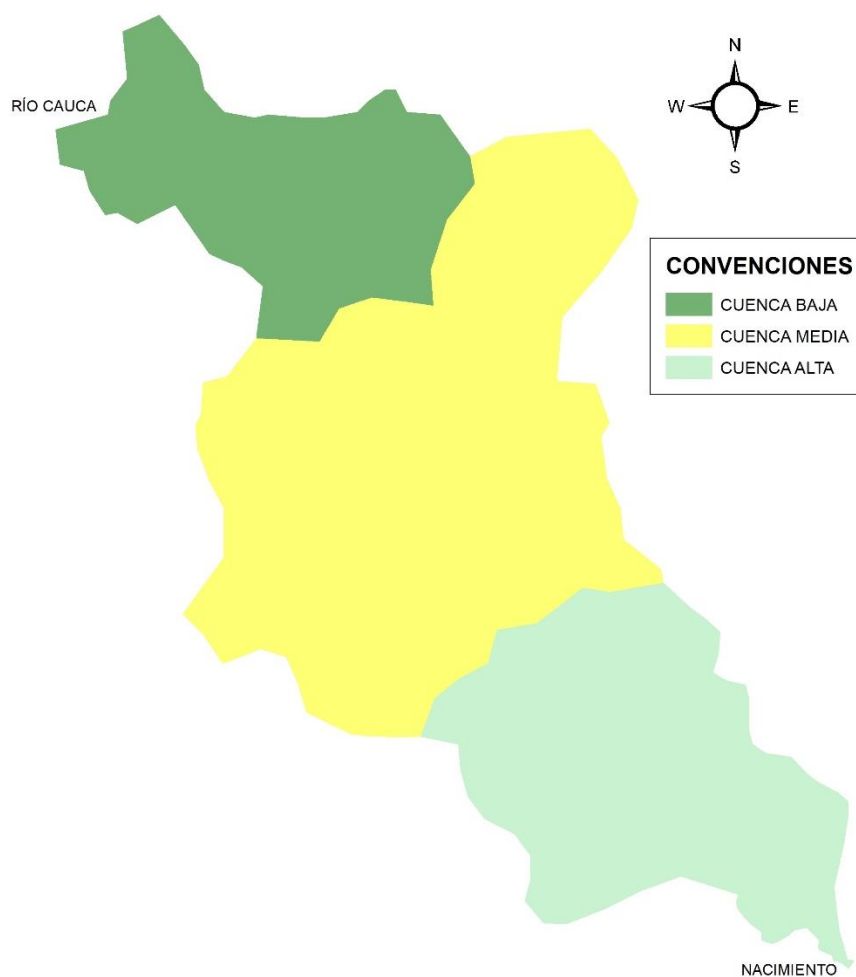 N
RÍO CAUCA
W
E
S
CONVENCIONES
CUENCA BAJA
CUENCA MEDIA
CUENCA ALTA
NACIMIENTO